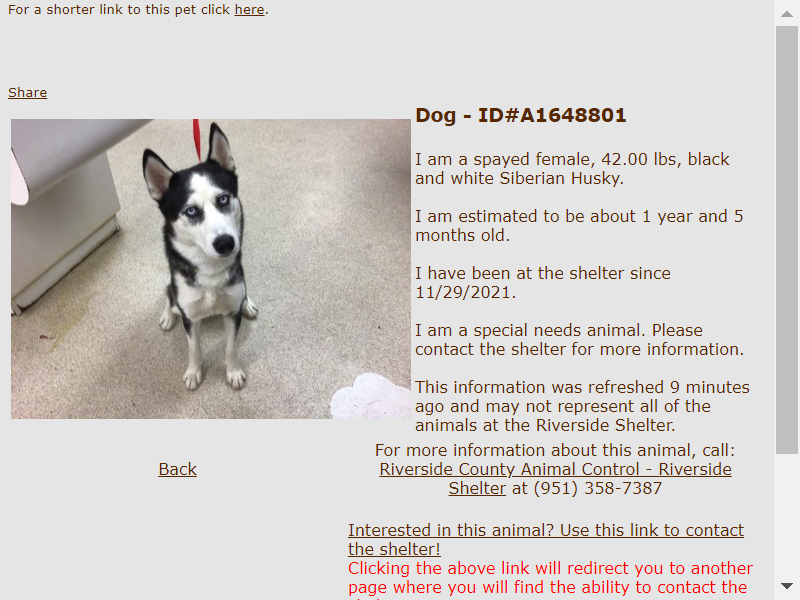 For a shorter link to this pet click here.
Share
Dog - ID#A1648801
I am a spayed female, 42.00 lbs, black
and white Siberian Husky.
I am estimated to be about 1 year and 5
months old.
I have been at the shelter since
11/29/2021.
I am a special needs animal. Please
contact the shelter for more information.
This information was refreshed 9 minutes
ago and may not represent all of the
animals at the Riverside Shelter.
Back
For more information about this animal, call:
Riverside County Animal Control - Riverside
Shelter at (951) 358-7387
Interested in this animal? Use this link to contact
the shelter!
Clicking the above link will redirect you to another
page where you will find the ability to contact the